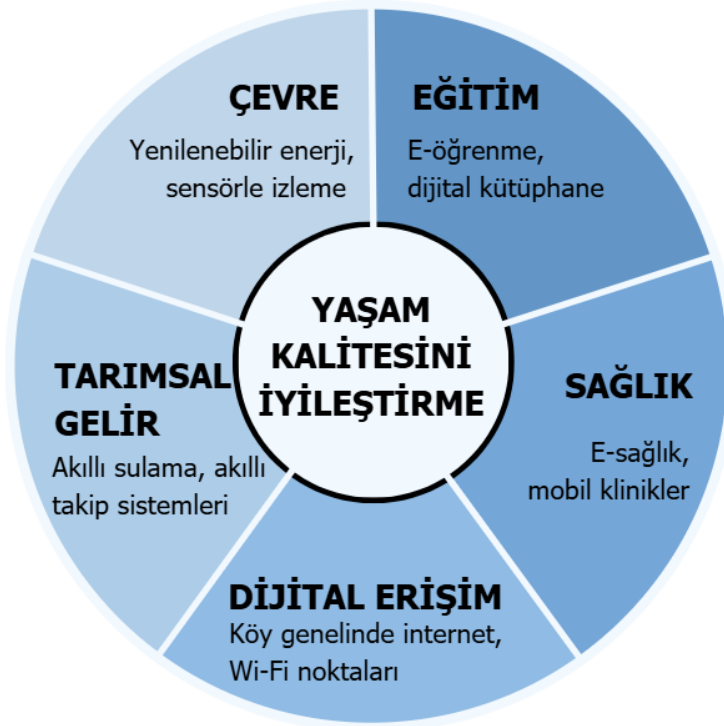 ÇEVRE
Yenilenebilir enerji,
sensörle izleme
EĞİTİM
E-öğrenme,
dijital kütüphane
YAŞAM
KALİTESİNİ
İYİLEŞTİRME
TARIMSAL
GELİR
Akıllı sulama, akıllı
takip sistemleri
SAĞLIK
E-sağlık,
mobil klinikler
DİJİTAL ERİŞİM
Köy genelinde internet,
Wi-Fi noktaları